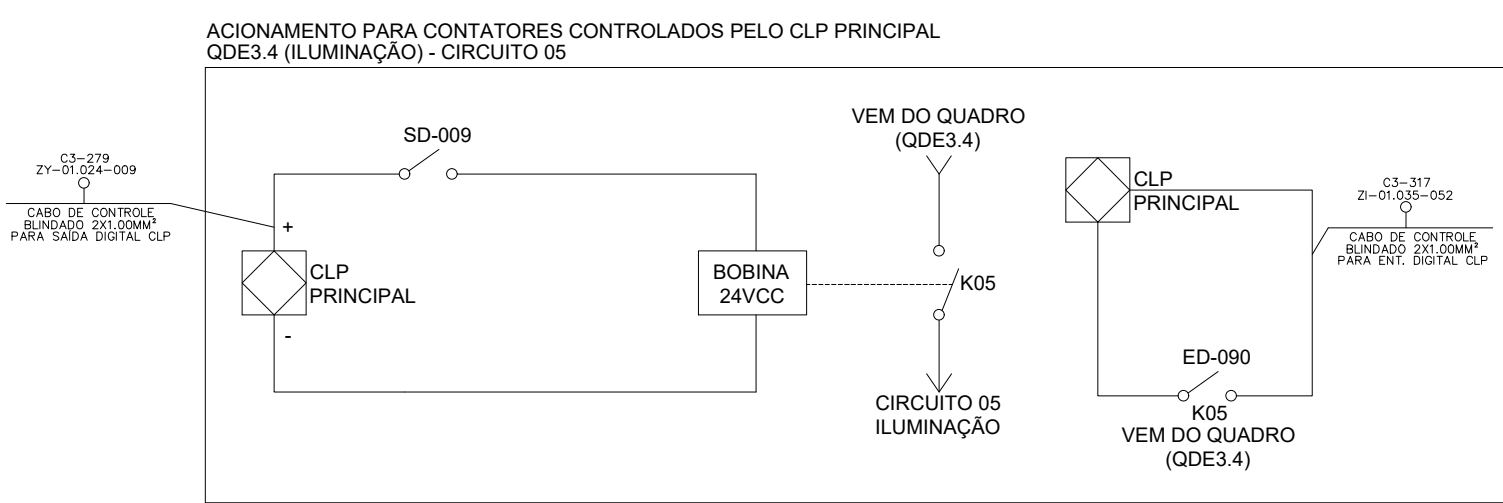 ACIONAMENTO PARA CONTATORES CONTROLADOS PELO CLP PRINCIPAL
QDE3.4 (ILUMINAÇÃO) - CIRCUITO 05
C3-279
ZY-01.024-009
CABO DE CONTROLE
BLINDADO 2X1.00MM²
PARA SAÍDA DIGITAL CLP
SD-009
+
CLP
PRINCIPAL
-
BOBINA
24VCC
VEM DO QUADRO
(QDE3.4)
K05
CIRCUITO 05
ILUMINAÇÃO
CLP
PRINCIPAL
ED-090
K05
VEM DO QUADRO
(QDE3.4)
C3-317
ZI-01.035-052
CABO DE CONTROLE
BLINDADO 2X1.00MM²
PARA ENT. DIGITAL CLP